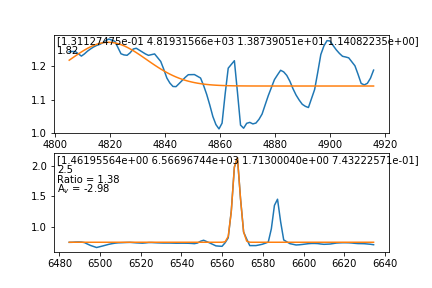 [1.31127475e-01 4.81931566e+03 1.38739051e+01 1.14082235e+00]
1.82
1.2
1.1
1.0
4800 4820 4840 4860 4880 4900 4920
[1.46195564e+00 6.56696744e+03 1.71300040e+00 7.43222571e-01]
2.5
Ratio = 1.38
Av = -2.98
2.0
1.5
1.0
6480 6500 6520 6540 6560 6580 6600 6620 6640